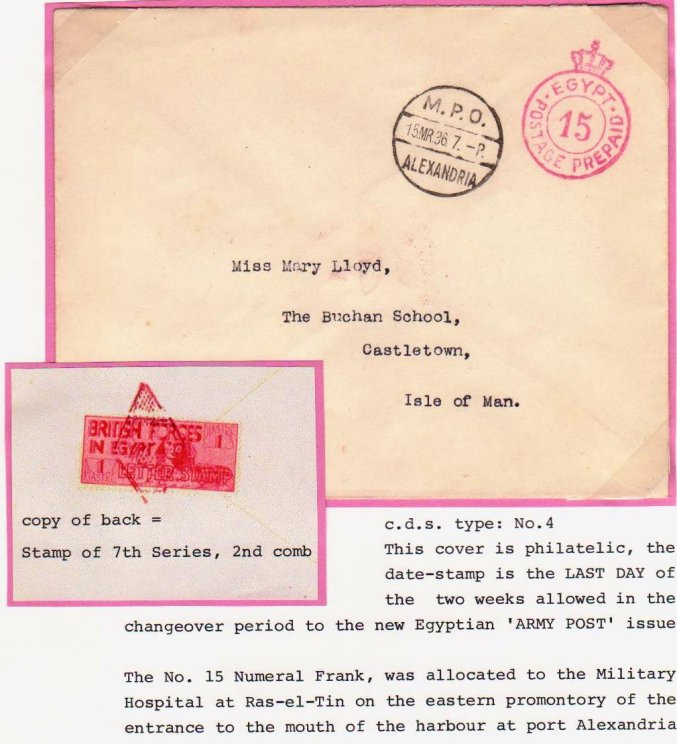 EGYPT
15
POSTAGE PREPAID
M. P. O.
15MR36.7.-P.
ALEXANDRIA
Miss Mary Lloyd,
The Buchan School,
Castletown,
Isle of Man.
BRITISH FORCES
1
IN EGYPT
1
LETTER STAMP
copy of back =
Stamp of 7th Series, 2nd comb
c.d.s. type: No.4
This cover is philatelic, the
date-stamp is the LAST DAY of
the two weeks allowed in the
changeover period to the new Egyptian 'ARMY POST' issue
The No. 15 Numeral Frank, was allocated to the Military
Hospital at Ras-el-Tin on the eastern promontory of the
entrance to the mouth of the harbour at port Alexandria